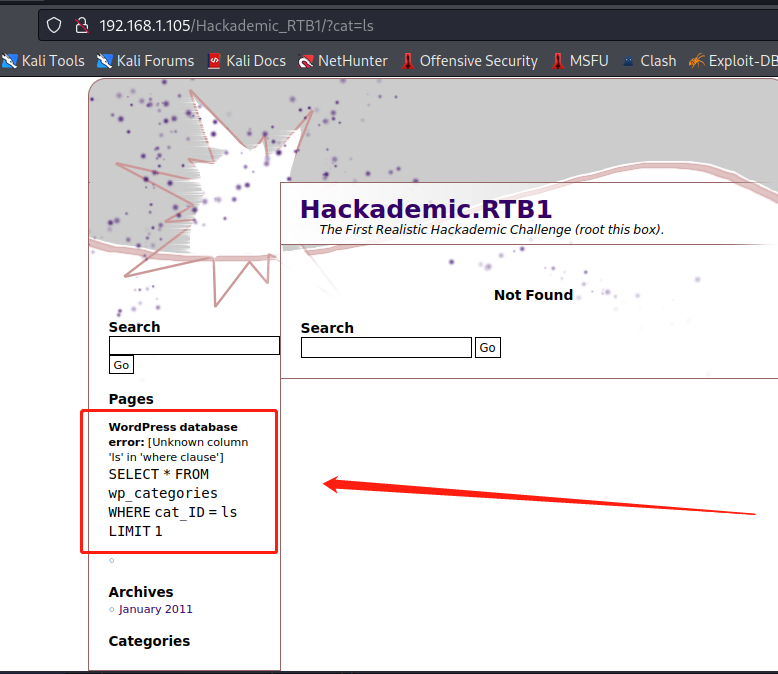 192.168.1.105/Hackademic_RTB1/?cat=ls
Kali Tools Kali Forums Kali Docs NetHunter Offensive Security MSFU Clash Exploit-DB
Hackademic.RTB1
The First Realistic Hackademic Challenge (root this box).
Not Found
Search
Go
Pages
WordPress database
error: [Unknown column
'ls' in 'where clause']
SELECT * FROM
wp_categories
WHERE cat_ID = ls
LIMIT 1
Archives
January 2011
Categories
Search
Go